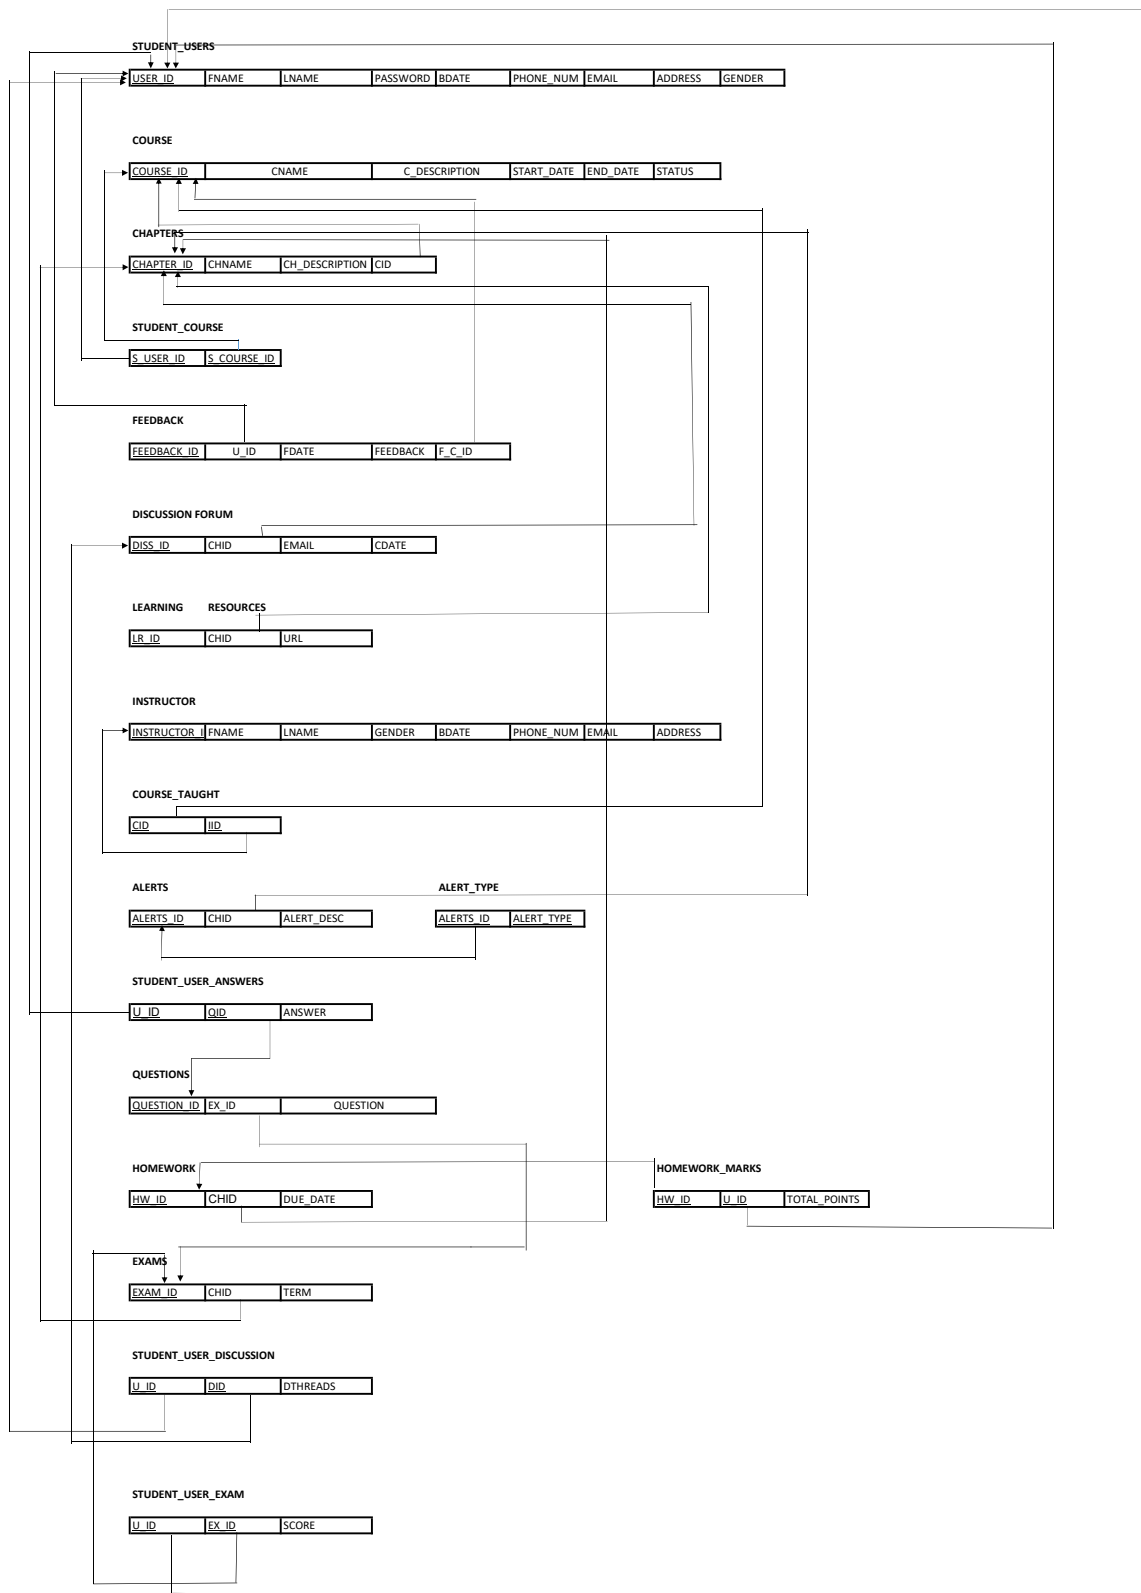 STUDENT_USERS
USER_ID FNAME LNAME PASSWORD BDATE PHONE_NUM EMAIL ADDRESS GENDER
COURSE
COURSE_ID CNAME C_DESCRIPTION START_DATE END_DATE STATUS
CHAPTERS
CHAPTER_ID CHNAME CH_DESCRIPTION CID
STUDENT_COURSE
S_USER_ID S_COURSE_ID
FEEDBACK
FEEDBACK_ID U_ID FDATE FEEDBACK F_C_ID
DISCUSSION FORUM
DISS_ID CHID EMAIL CDATE
LEARNING RESOURCES
LR_ID CHID URL
INSTRUCTOR
INSTRUCTOR_I FNAME LNAME GENDER BDATE PHONE_NUM EMAIL ADDRESS
COURSE_TAUGHT
CID IID
ALERTS ALERT_TYPE
ALERTS_ID CHID ALERT_DESC ALERTS_ID ALERT_TYPE
STUDENT_USER_ANSWERS
U_ID QID ANSWER
QUESTIONS
QUESTION_ID EX_ID QUESTION
HOMEWORK HOMEWORK_MARKS
HW_ID CHID DUE_DATE HW_ID U_ID TOTAL_POINTS
EXAMS
EXAM_ID CHID TERM
STUDENT_USER_DISCUSSION
U_ID DID DTHREADS
STUDENT_USER_EXAM
U_ID EX_ID SCORE